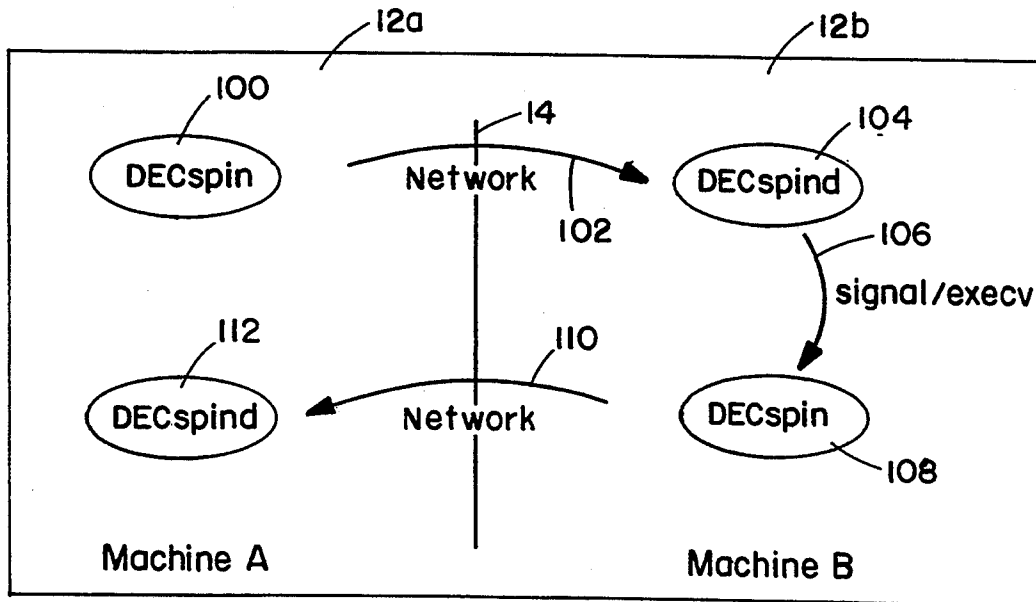 12a
12b
100
14
104
DECspin
Network
DECspind
102
106
signal/execv
112
110
DECspind
Network
DECspin
108
Machine A
Machine B